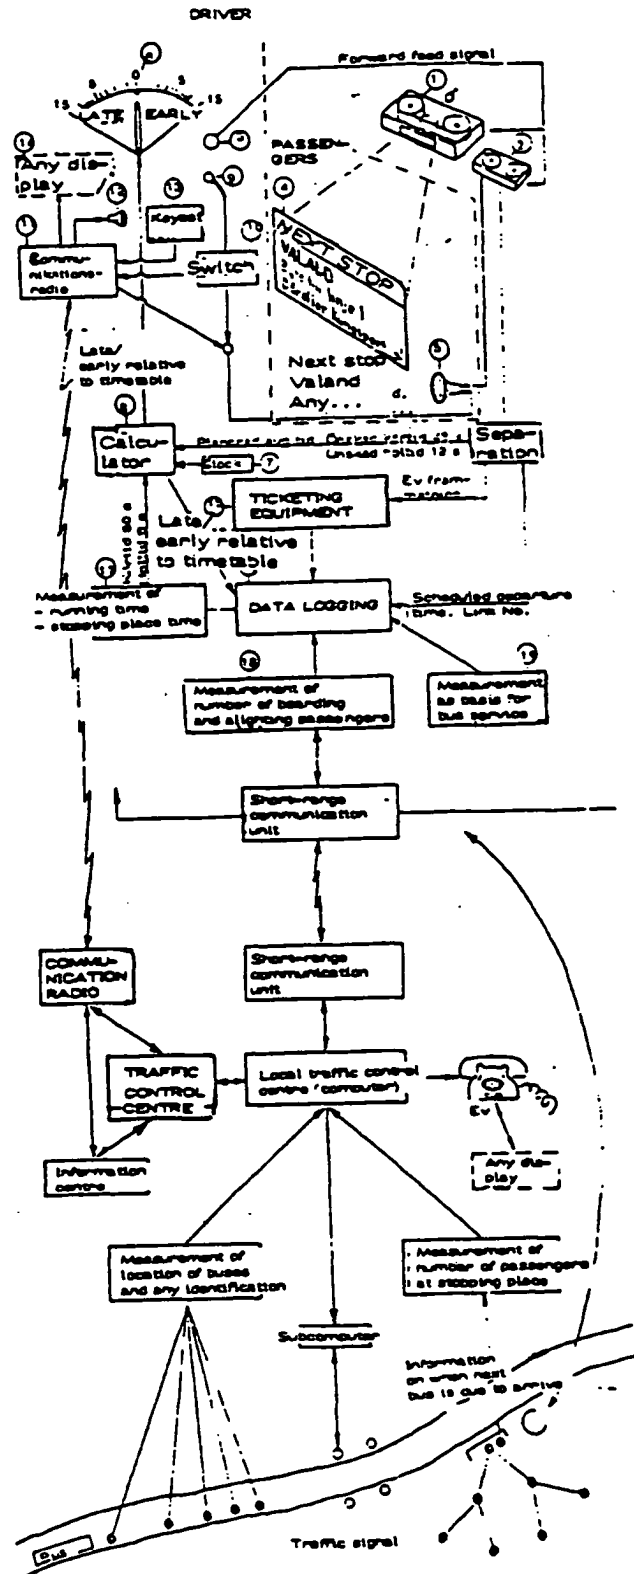 DRIVER
Forward feed signal
15 5 0 5 15
LATE EARLY
PASSEN-
GERS
Any dis-
play
Keyset
Switch
Commu-
nikations-
radio
NEXT STOP
VALAND
Late/
early relative
to timetable
Next stop
Valand
Any...
Calcu-
lator
Clock
7
Sepa-
ration
TICKETING
EQUIPMENT
Late/
early relative
to timetable
Measurement of
- running time
- stopping place time
DATA LOGGING
Scheduled departure
time. Line No.
18
19
Measurement of
number of boarding
and alighting passengers
Measurement
as basis for
bus service
Short-range
communication
unit
COMMU-
NICATION
RADIO
Short-range
communication
unit
TRAFFIC
CONTROL
CENTRE
Local traffic control
centre (computer)
Ev
Information
centre
Any dis-
play
Measurement of
location of buses
and any identification
Measurement of
number of passengers
at stopping place
Subcomputer
Information
on when next
bus is due to arrive
Bus
Traffic signal